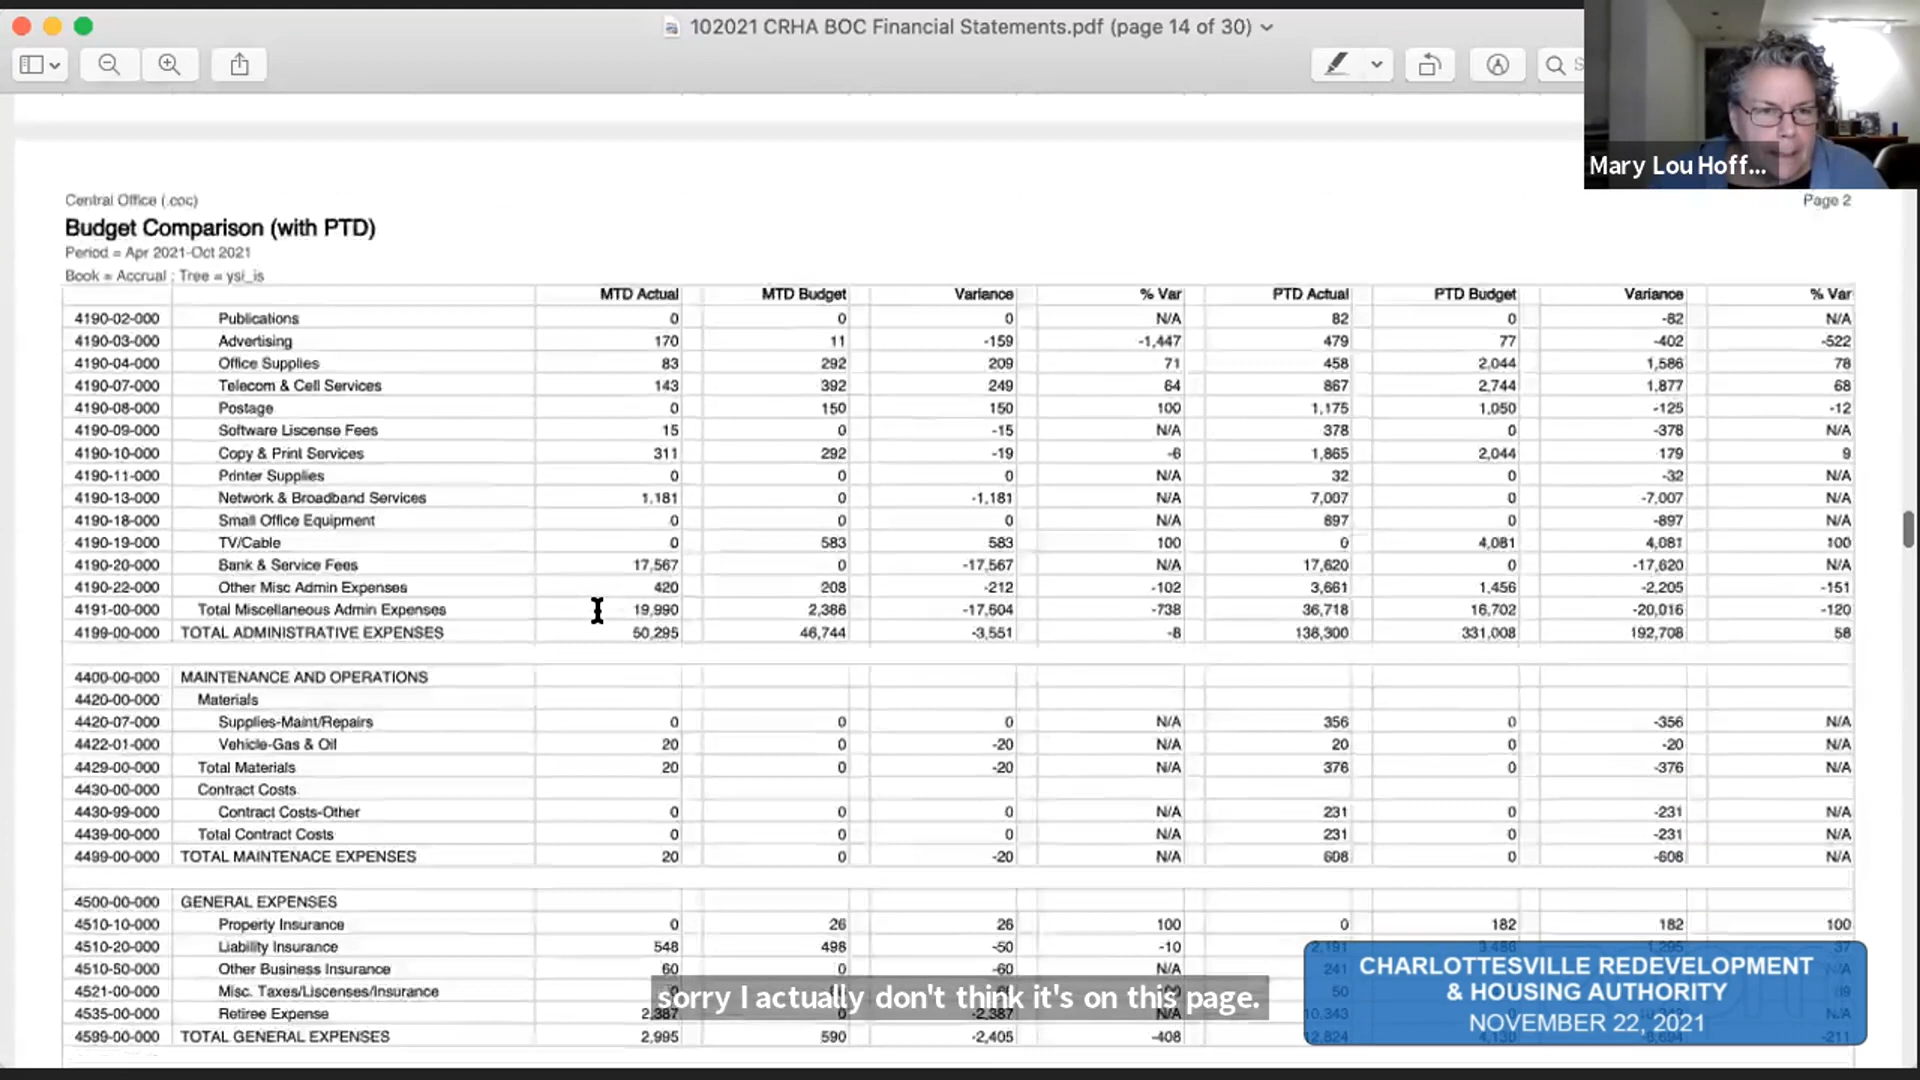 102021 CRHA BOC Financial Statements.pdf (page 14 of 30)
S
Mary Lou Hoff...
Central Office (.coc)
Page 2
Budget Comparison (with PTD)
Period = Apr 2021-Oct 2021
Book = Accrual ; Tree = ysi_is
MTD Actual MTD Budget Variance % Var PTD Actual PTD Budget Variance % Var
4190-02-000 Publications 0 0 0 N/A 82 0 -82 N/A
4190-03-000 Advertising 170 11 -159 -1,447 479 77 -402 -522
4190-04-000 Office Supplies 83 292 209 71 458 2,044 1,586 78
4190-07-000 Telecom & Cell Services 143 392 249 64 867 2,744 1,877 68
4190-08-000 Postage 0 150 150 100 1,175 1,050 -125 -12
4190-09-000 Software Liscense Fees 15 0 -15 N/A 378 0 -378 N/A
4190-10-000 Copy & Print Services 311 292 -19 -6 1,865 2,044 179 9
4190-11-000 Printer Supplies 0 0 0 N/A 32 0 -32 N/A
4190-13-000 Network & Broadband Services 1,181 0 -1,181 N/A 7,007 0 -7,007 N/A
4190-18-000 Small Office Equipment 0 0 0 N/A 897 0 -897 N/A
4190-19-000 TV/Cable 0 583 583 100 0 4,081 4,081 100
4190-20-000 Bank & Service Fees 17,567 0 -17,567 N/A 17,620 0 -17,620 N/A
4190-22-000 Other Misc Admin Expenses 420 208 -212 -102 3,661 1,456 -2,205 -151
4191-00-000 Total Miscellaneous Admin Expenses 19,990 2,386 -17,604 -738 36,718 16,702 -20,016 -120
4199-00-000 TOTAL ADMINISTRATIVE EXPENSES 50,295 46,744 -3,551 -8 138,300 331,008 192,708 58
4400-00-000 MAINTENANCE AND OPERATIONS
4420-00-000 Materials
4420-07-000 Supplies-Maint/Repairs 0 0 0 N/A 356 0 -356 N/A
4422-01-000 Vehicle-Gas & Oil 20 0 -20 N/A 20 0 -20 N/A
4429-00-000 Total Materials 20 0 -20 N/A 376 0 -376 N/A
4430-00-000 Contract Costs
4430-99-000 Contract Costs-Other 0 0 0 N/A 231 0 -231 N/A
4439-00-000 Total Contract Costs 0 0 0 N/A 231 0 -231 N/A
4499-00-000 TOTAL MAINTENACE EXPENSES 20 0 -20 N/A 608 0 -608 N/A
4500-00-000 GENERAL EXPENSES
4510-10-000 Property Insurance 0 26 26 100 0 182 182 100
4510-20-000 Liability Insurance 548 498 -50 -10 2,191 3,486 1,295 37
4510-50-000 Other Business Insurance 60 0 -60 N/A 241
4521-00-000 Misc. Taxes/Liscenses/Insurance 50
4535-00-000 Retiree Expense 2,387 -2,387 N/A 10,343
4599-00-000 TOTAL GENERAL EXPENSES 2,995 590 -2,405 -408 12,824 4,130 -8,694 -211
sorry I actually don't think it's on this page.
CHARLOTTESVILLE REDEVELOPMENT
& HOUSING AUTHORITY
NOVEMBER 22, 2021